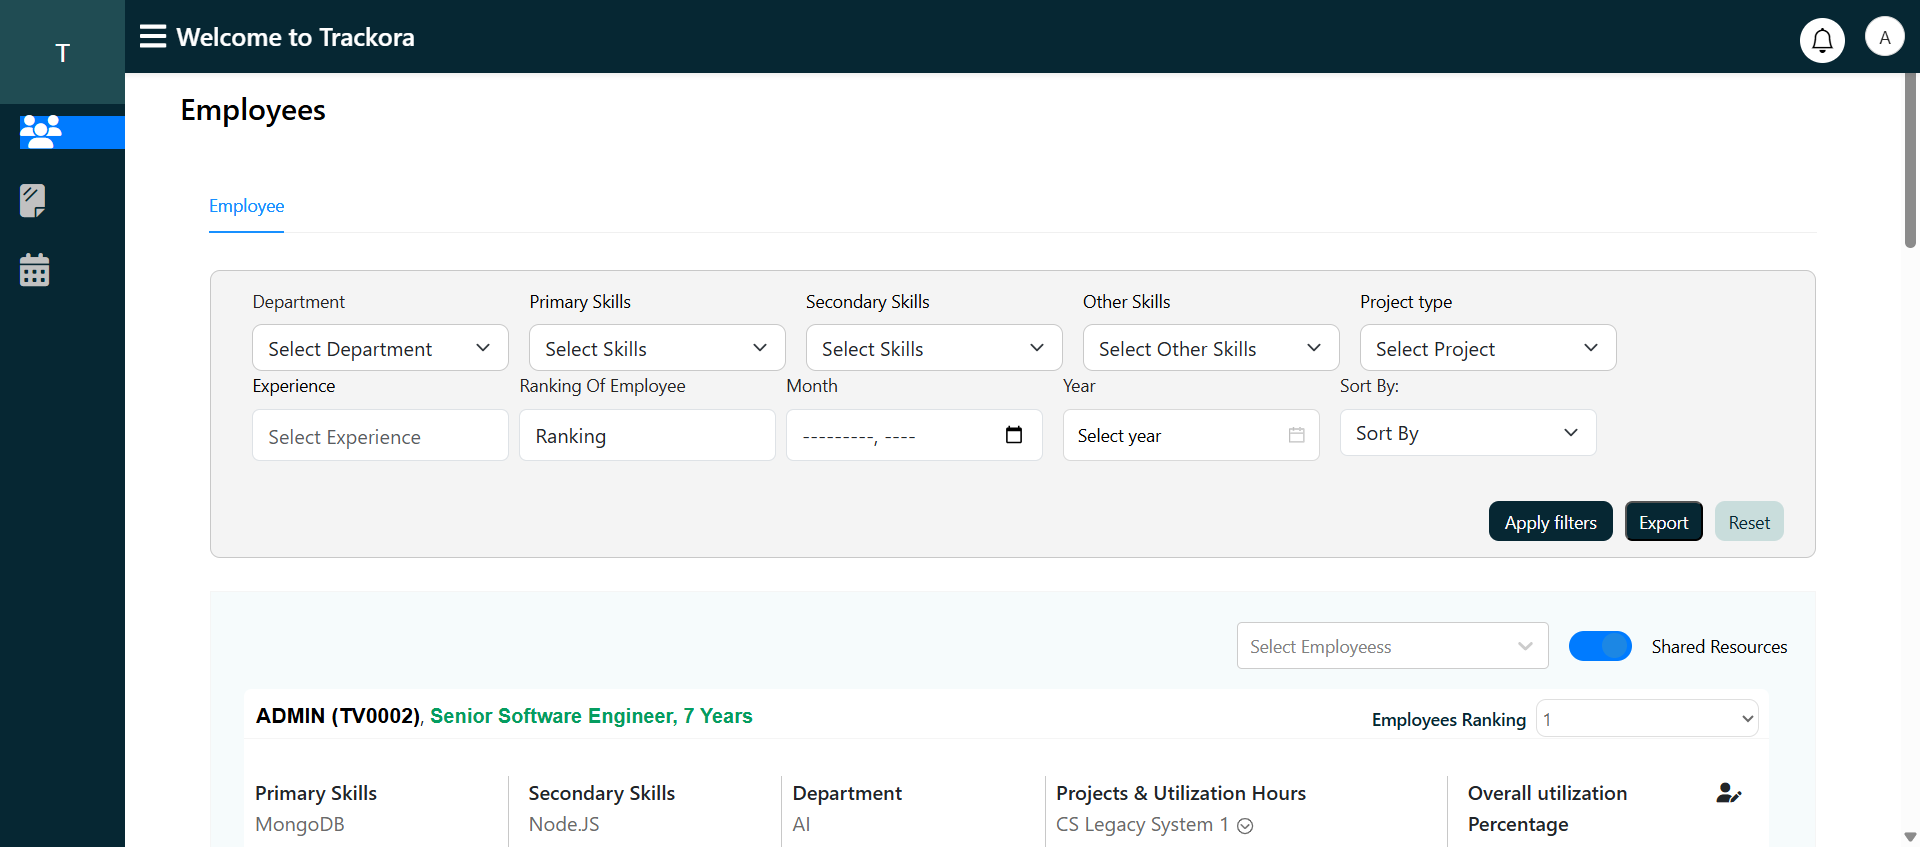 T
Welcome to Trackora
A
Employees
Employee
Department Primary Skills Secondary Skills Other Skills Project type
Select Department Select Skills Select Skills Select Other Skills Select Project
Experience Ranking Of Employee Month Year Sort By:
Select Experience Ranking ---------, ---- Select year Sort By
Apply filters Export Reset
Select Employeess Shared Resources
ADMIN (TV0002), Senior Software Engineer, 7 Years Employees Ranking 1
Primary Skills Secondary Skills Department Projects & Utilization Hours Overall utilization
MongoDB Node.JS AI CS Legacy System 1 Percentage